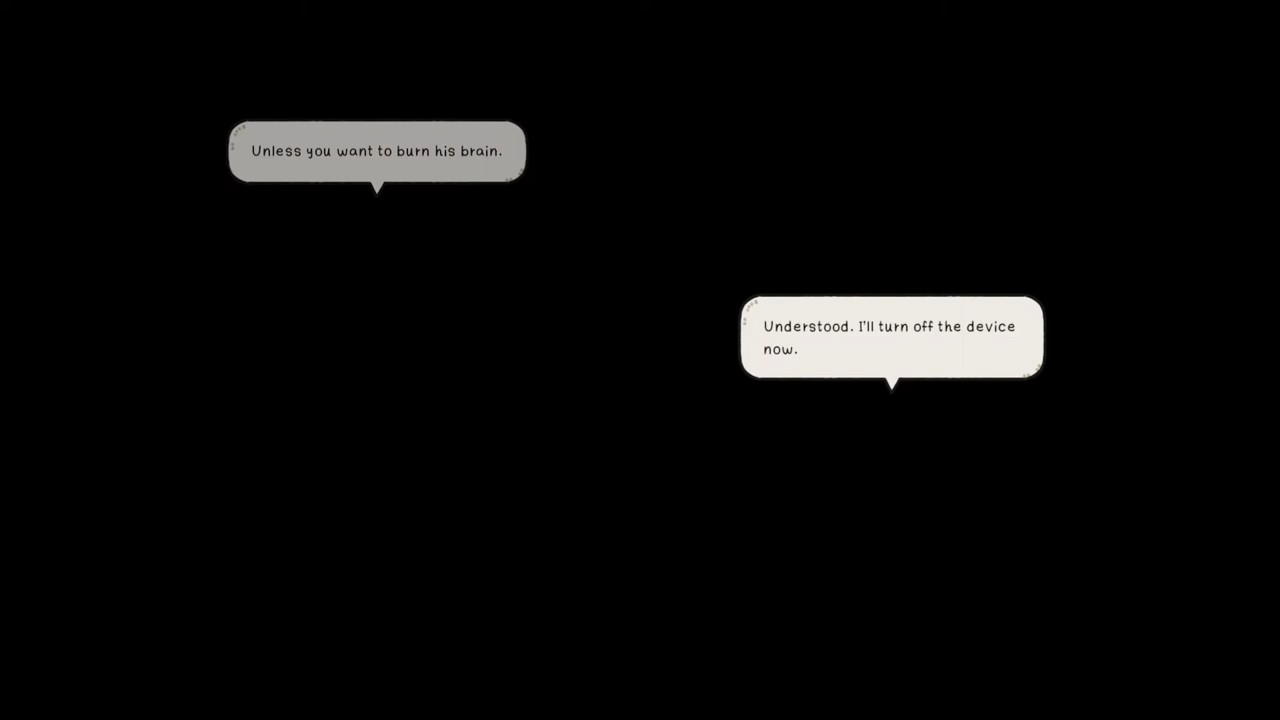 Unless you want to burn his brain.
Understood. I'll turn off the device
now.